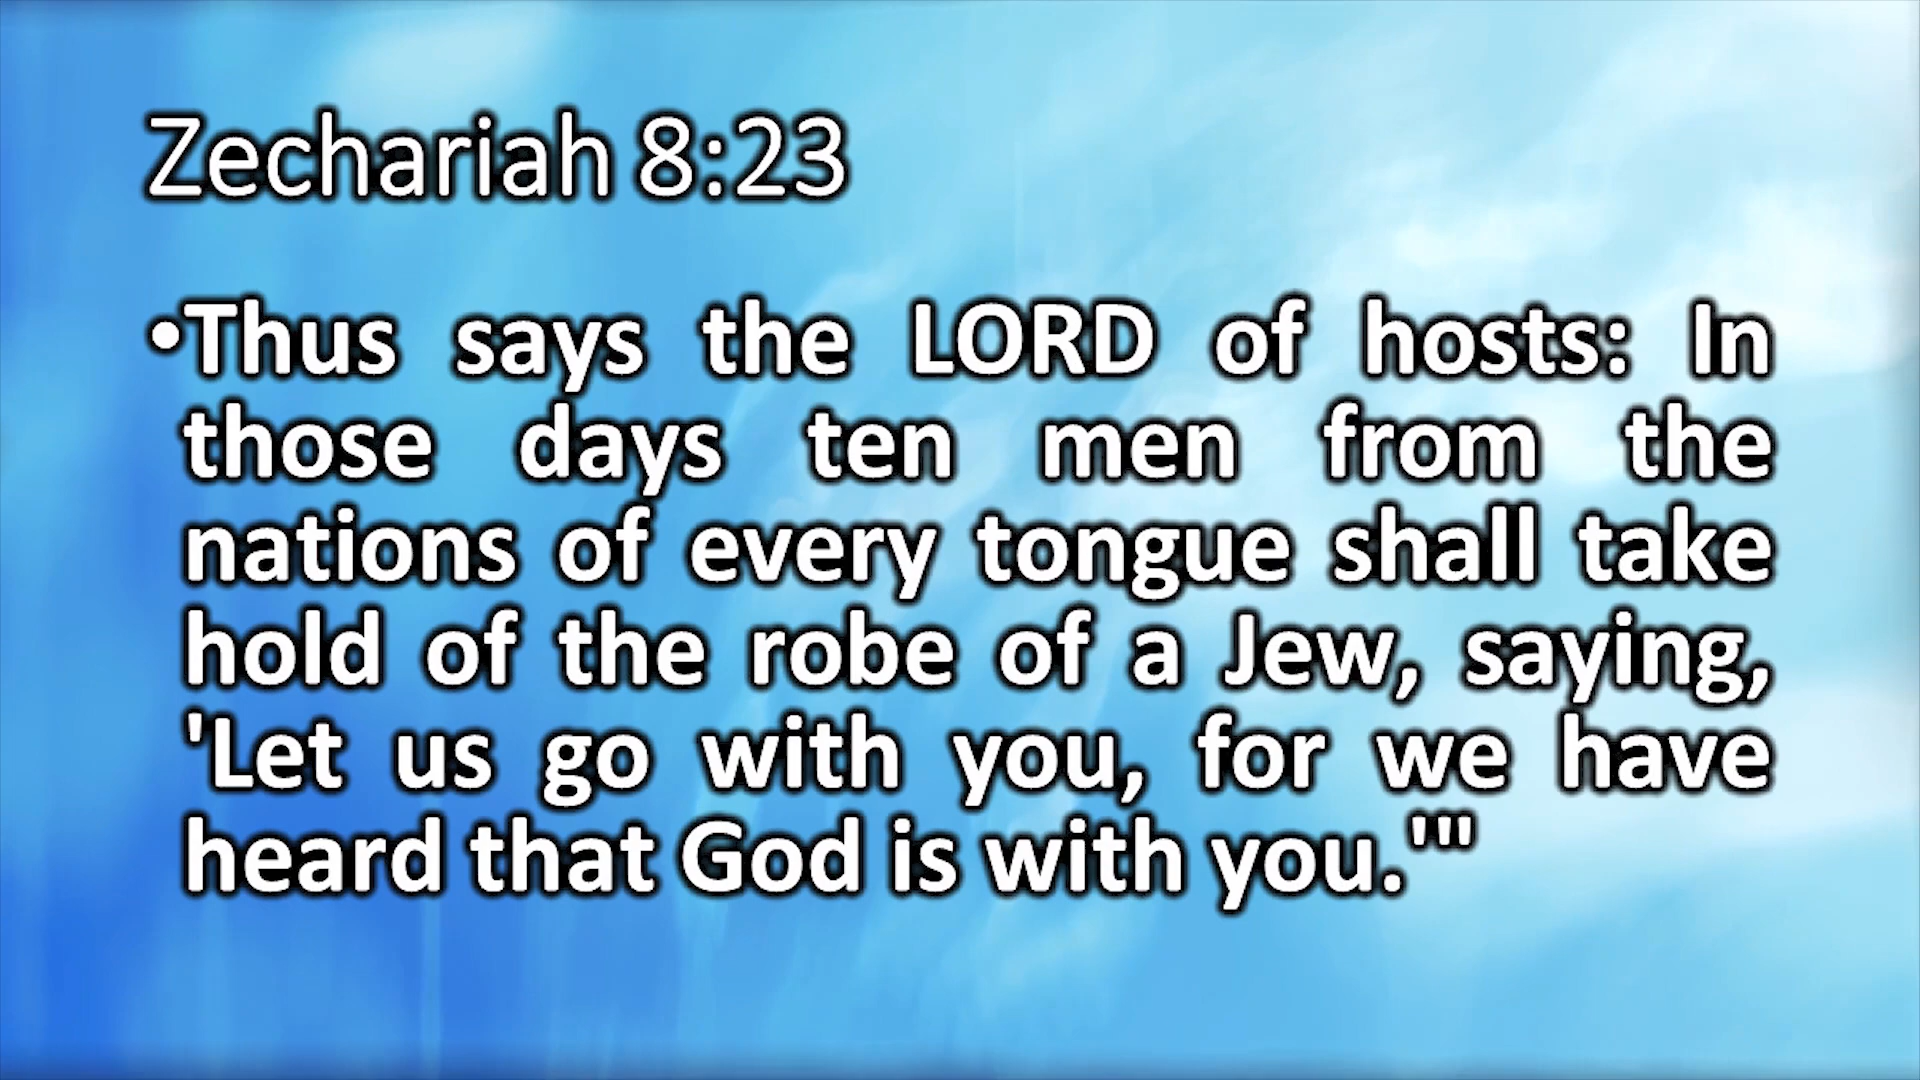 Zechariah 8:23
•Thus says the LORD of hosts: In
those days ten men from the
nations of every tongue shall take
hold of the robe of a Jew, saying,
'Let us go with you, for we have
heard that God is with you.'"